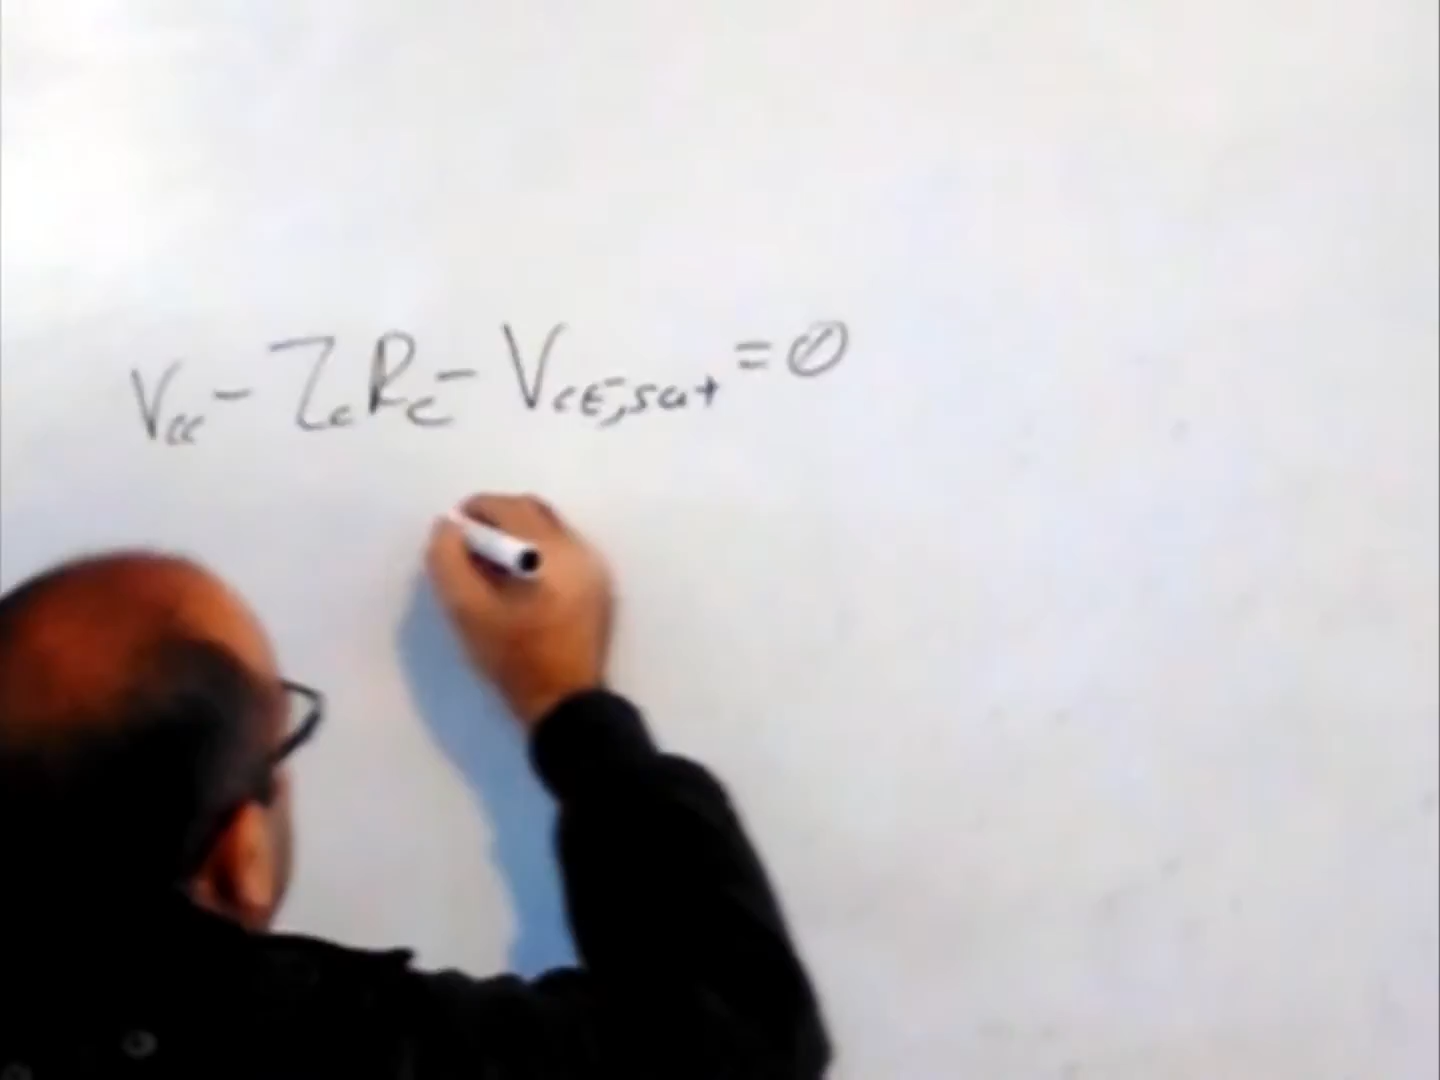 Vcc - IcRc - VCE,sat = 0